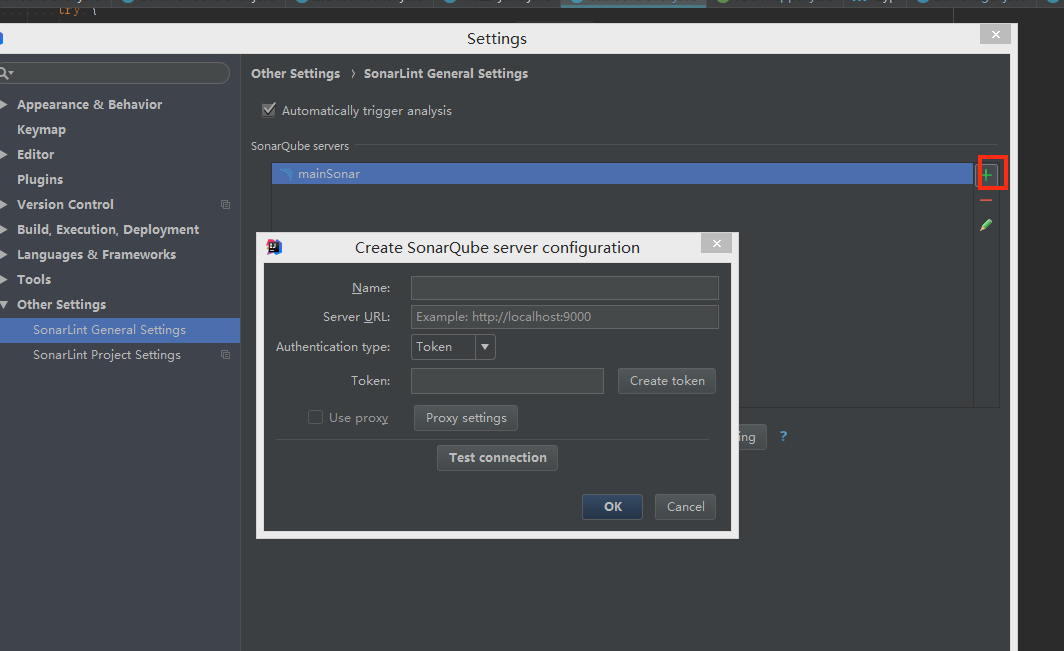 try {
Settings
Other Settings › SonarLint General Settings
Appearance & Behavior
Keymap
Editor
Plugins
Version Control
Build, Execution, Deployment
Languages & Frameworks
Tools
Other Settings
SonarLint General Settings
SonarLint Project Settings
Automatically trigger analysis
SonarQube servers
mainSonar
Create SonarQube server configuration
Name:
Server URL: Example: http://localhost:9000
Authentication type: Token
Token: Create token
Use proxy Proxy settings
Test connection
OK Cancel
ing ?